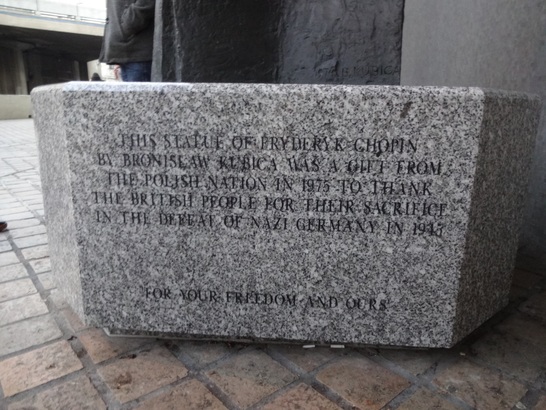 THIS STATUE OF FRYDERYK CHOPIN
BY BRONISŁAW KUBICA WAS A GIFT FROM
THE POLISH NATION IN 1975 TO THANK
THE BRITISH PEOPLE FOR THEIR SACRIFICE
IN THE DEFEAT OF NAZI GERMANY IN 1945
FOR YOUR FREEDOM AND OURS